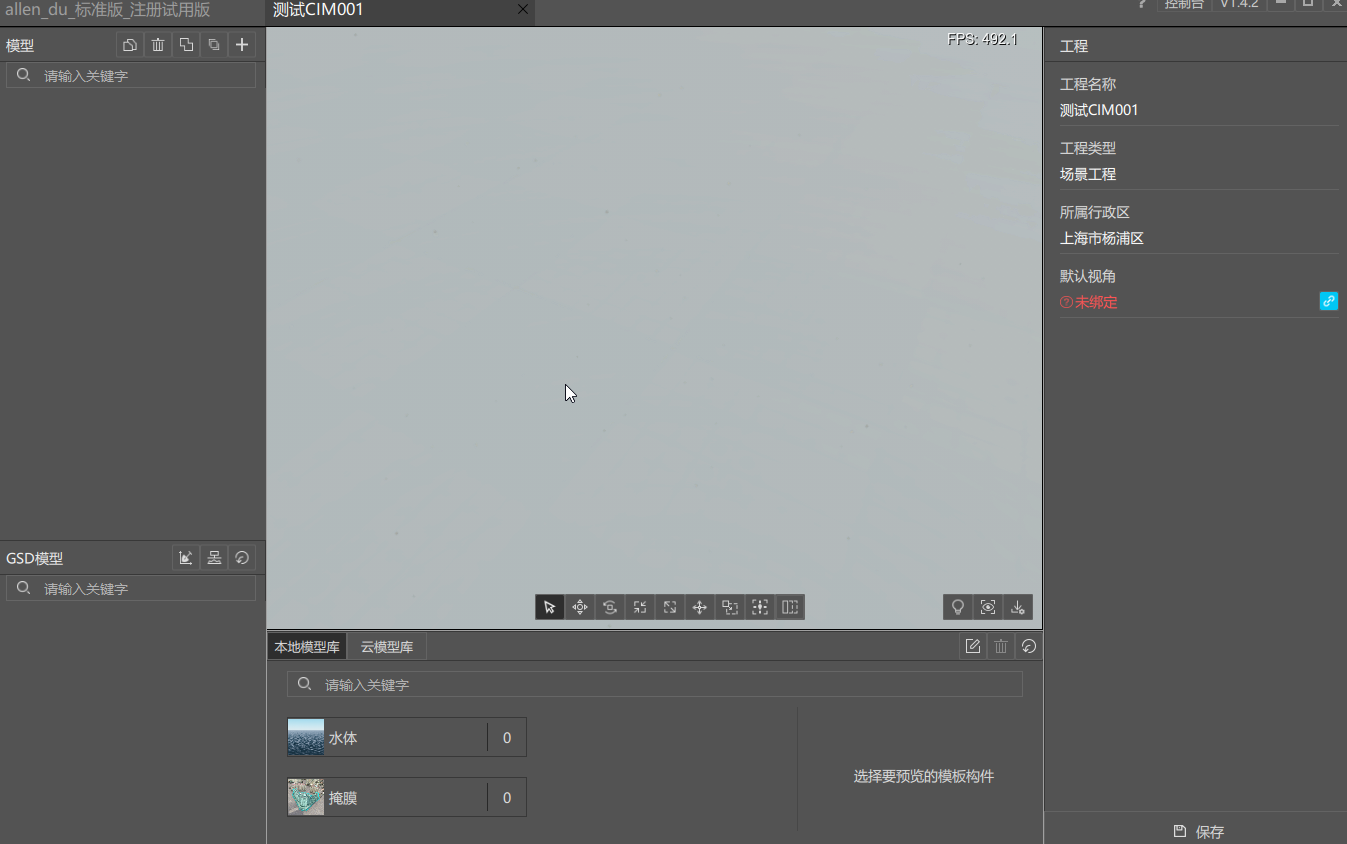 allen_du_标准版_注册试用版
测试CIM001
控制台
V1.4.2
模型
请输入关键字
FPS: 492.1
工程
工程名称
测试CIM001
工程类型
场景工程
所属行政区
上海市杨浦区
默认视角
未绑定
GSD模型
请输入关键字
本地模型库
云模型库
请输入关键字
水体
0
掩膜
0
选择要预览的模板构件
保存